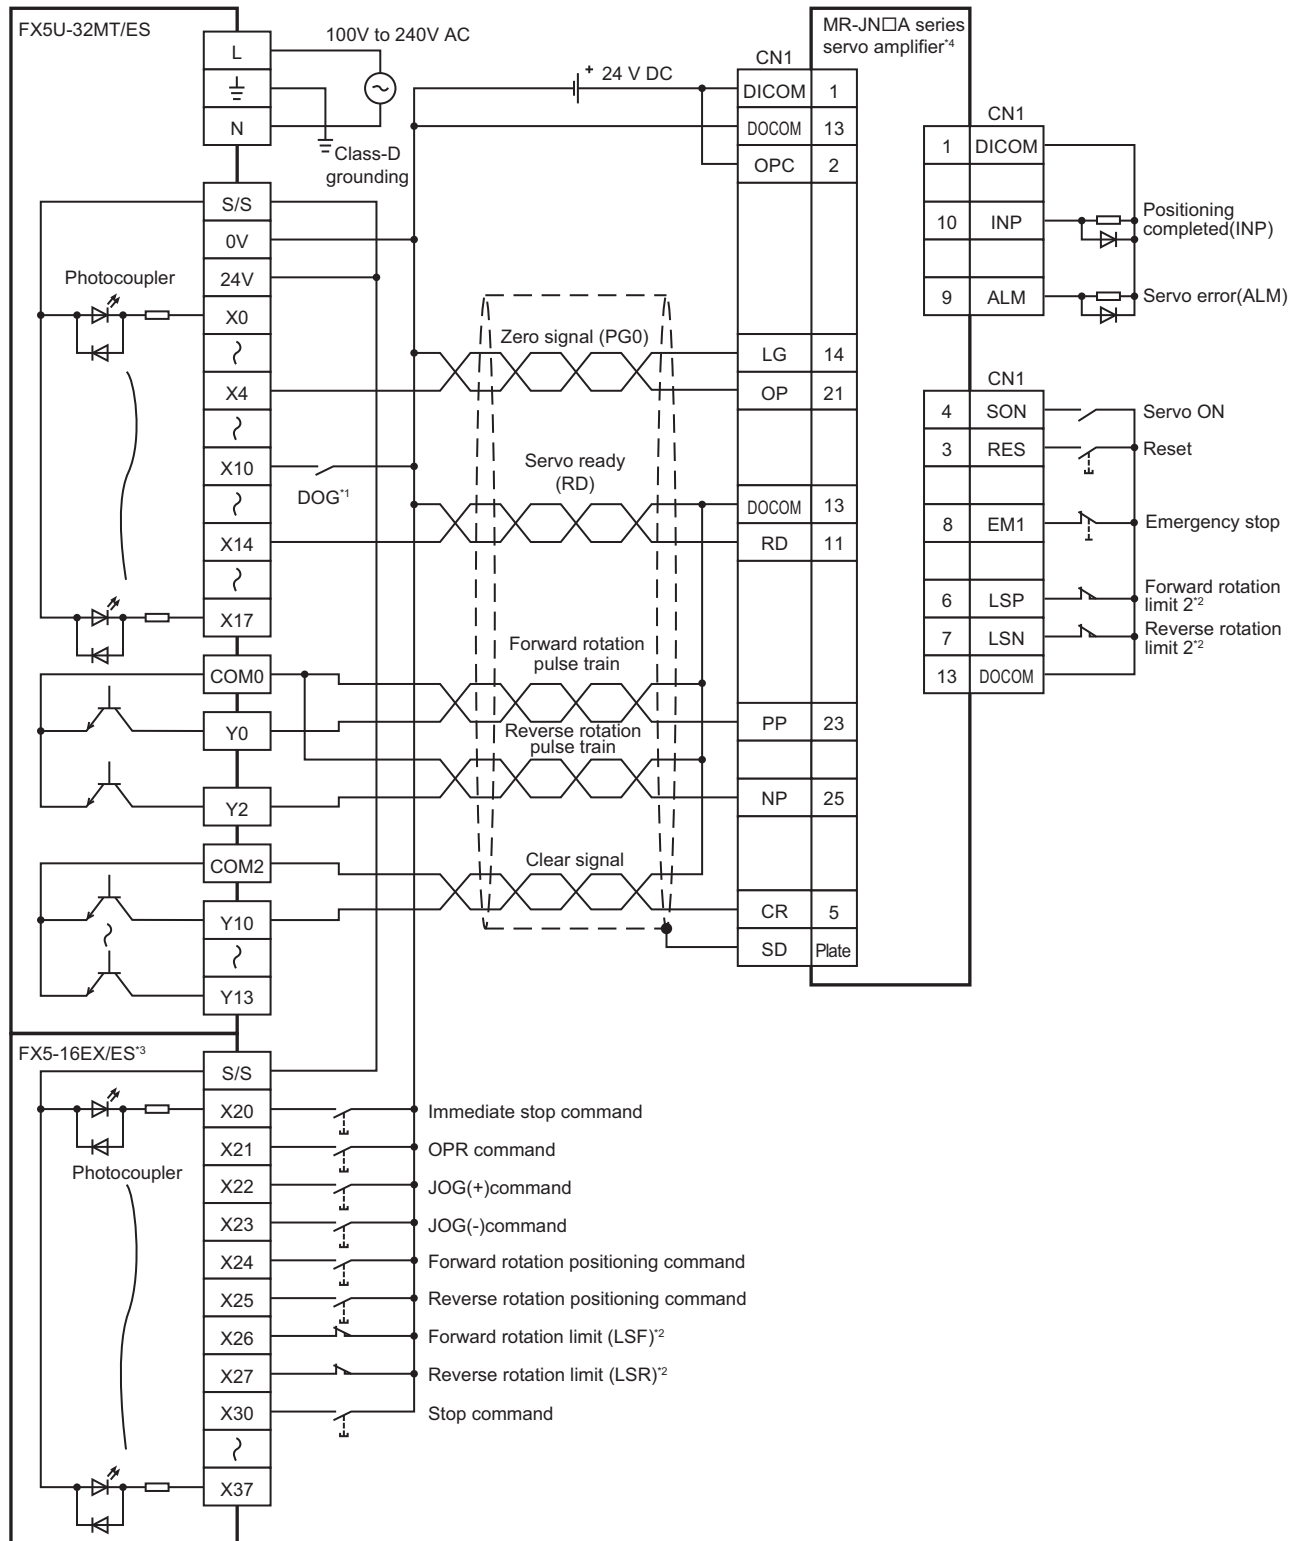 FX5U-32MT/ES
L
N
100V to 240V AC
Class-D
grounding
+ 24 V DC
MR-JN□A series
servo amplifier*4
CN1
DICOM 1
DOCOM 13
OPC 2
LG 14
OP 21
DOCOM 13
RD 11
PP 23
NP 25
CR 5
SD Plate
CN1
1 DICOM
10 INP
9 ALM
Positioning
completed(INP)
Servo error(ALM)
CN1
4 SON
3 RES
8 EM1
6 LSP
7 LSN
13 DOCOM
Servo ON
Reset
Emergency stop
Forward rotation
limit 2*2
Reverse rotation
limit 2*2
S/S
0V
24V
X0
X4
X10
X14
X17
COM0
Y0
Y2
COM2
Y10
Y13
Photocoupler
DOG*1
Zero signal (PG0)
Servo ready
(RD)
Forward rotation
pulse train
Reverse rotation
pulse train
Clear signal
FX5-16EX/ES*3
Photocoupler
S/S
X20
Immediate stop command
X21
OPR command
X22
JOG(+)command
X23
JOG(-)command
X24
Forward rotation positioning command
X25
Reverse rotation positioning command
X26
Forward rotation limit (LSF)*2
X27
Reverse rotation limit (LSR)*2
X30
Stop command
X37